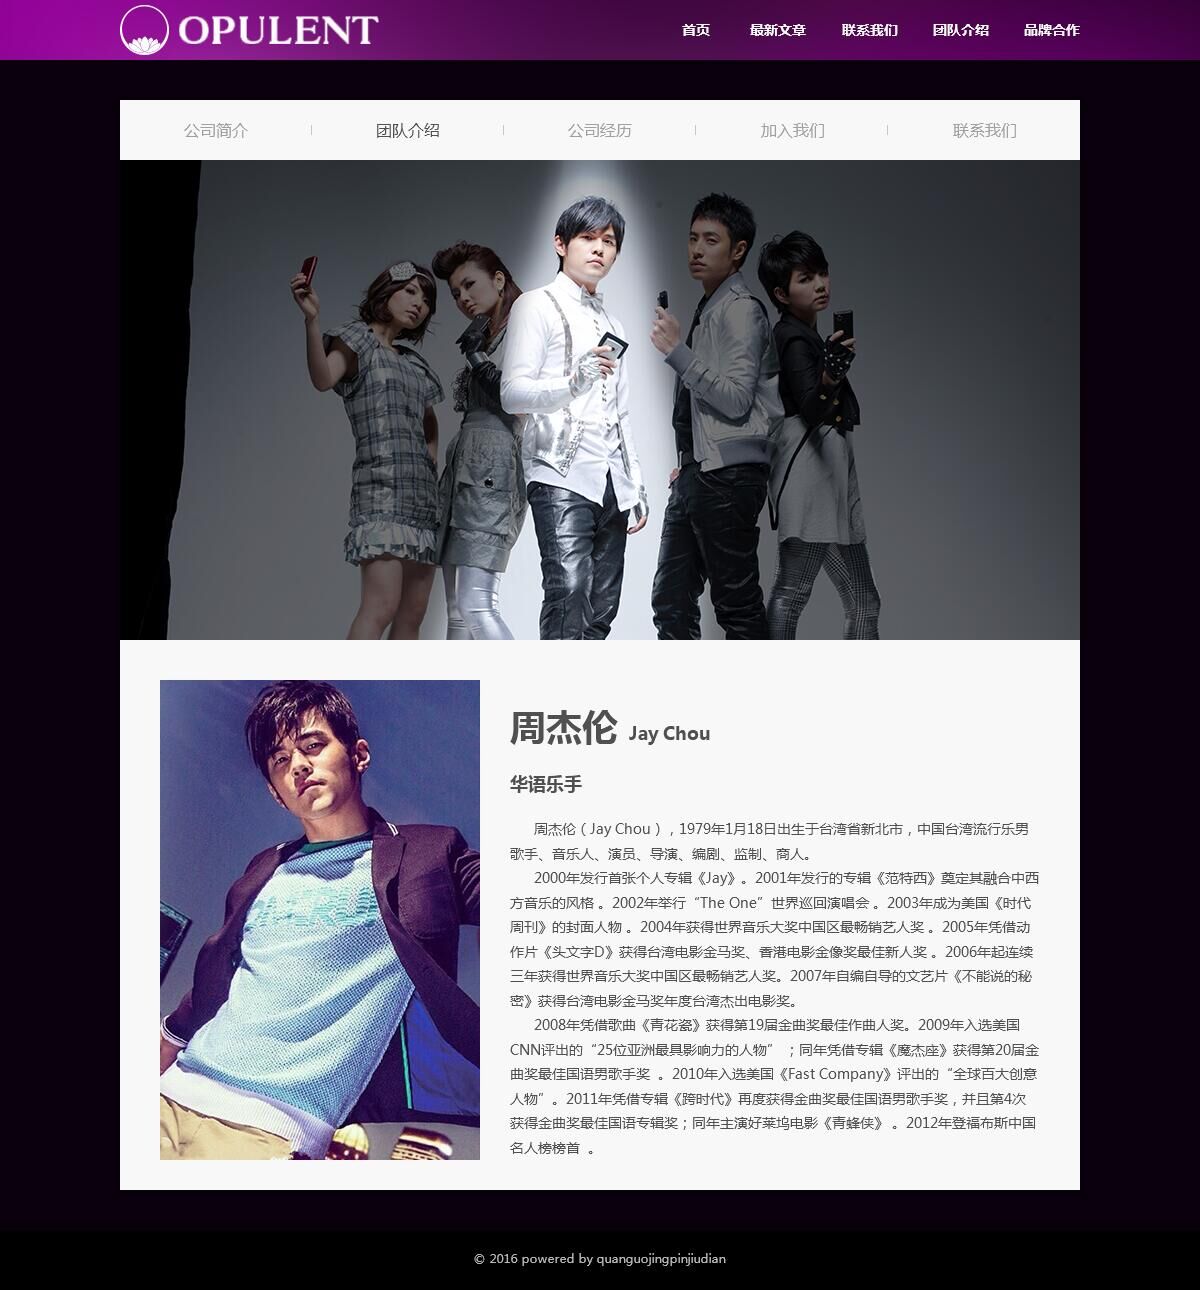 OPULENT
首页 最新文章 联系我们 团队介绍 品牌合作
公司简介 团队介绍 公司经历 加入我们 联系我们
周杰伦 Jay Chou
华语乐手
周杰伦（Jay Chou），1979年1月18日出生于台湾省新北市，中国台湾流行乐男
歌手、音乐人、演员、导演、编剧、监制、商人。
2000年发行首张个人专辑《Jay》。2001年发行的专辑《范特西》奠定其融合中西
方音乐的风格 。2002年举行“The One”世界巡回演唱会 。2003年成为美国《时代
周刊》的封面人物 。2004年获得世界音乐大奖中国区最畅销艺人奖 。2005年凭借动
作片《头文字D》获得台湾电影金马奖、香港电影金像奖最佳新人奖 。2006年起连续
三年获得世界音乐大奖中国区最畅销艺人奖。2007年自编自导的文艺片《不能说的秘
密》获得台湾电影金马奖年度台湾杰出电影奖。
2008年凭借歌曲《青花瓷》获得第19届金曲奖最佳作曲人奖。2009年入选美国
CNN评出的“25位亚洲最具影响力的人物” ；同年凭借专辑《魔杰座》获得第20届金
曲奖最佳国语男歌手奖 。2010年入选美国《Fast Company》评出的“全球百大创意
人物”。2011年凭借专辑《跨时代》再度获得金曲奖最佳国语男歌手奖，并且第4次
获得金曲奖最佳国语专辑奖；同年主演好莱坞电影《青蜂侠》 。2012年登福布斯中国
名人榜榜首 。
© 2016 powered by quanguojingpinjiudian